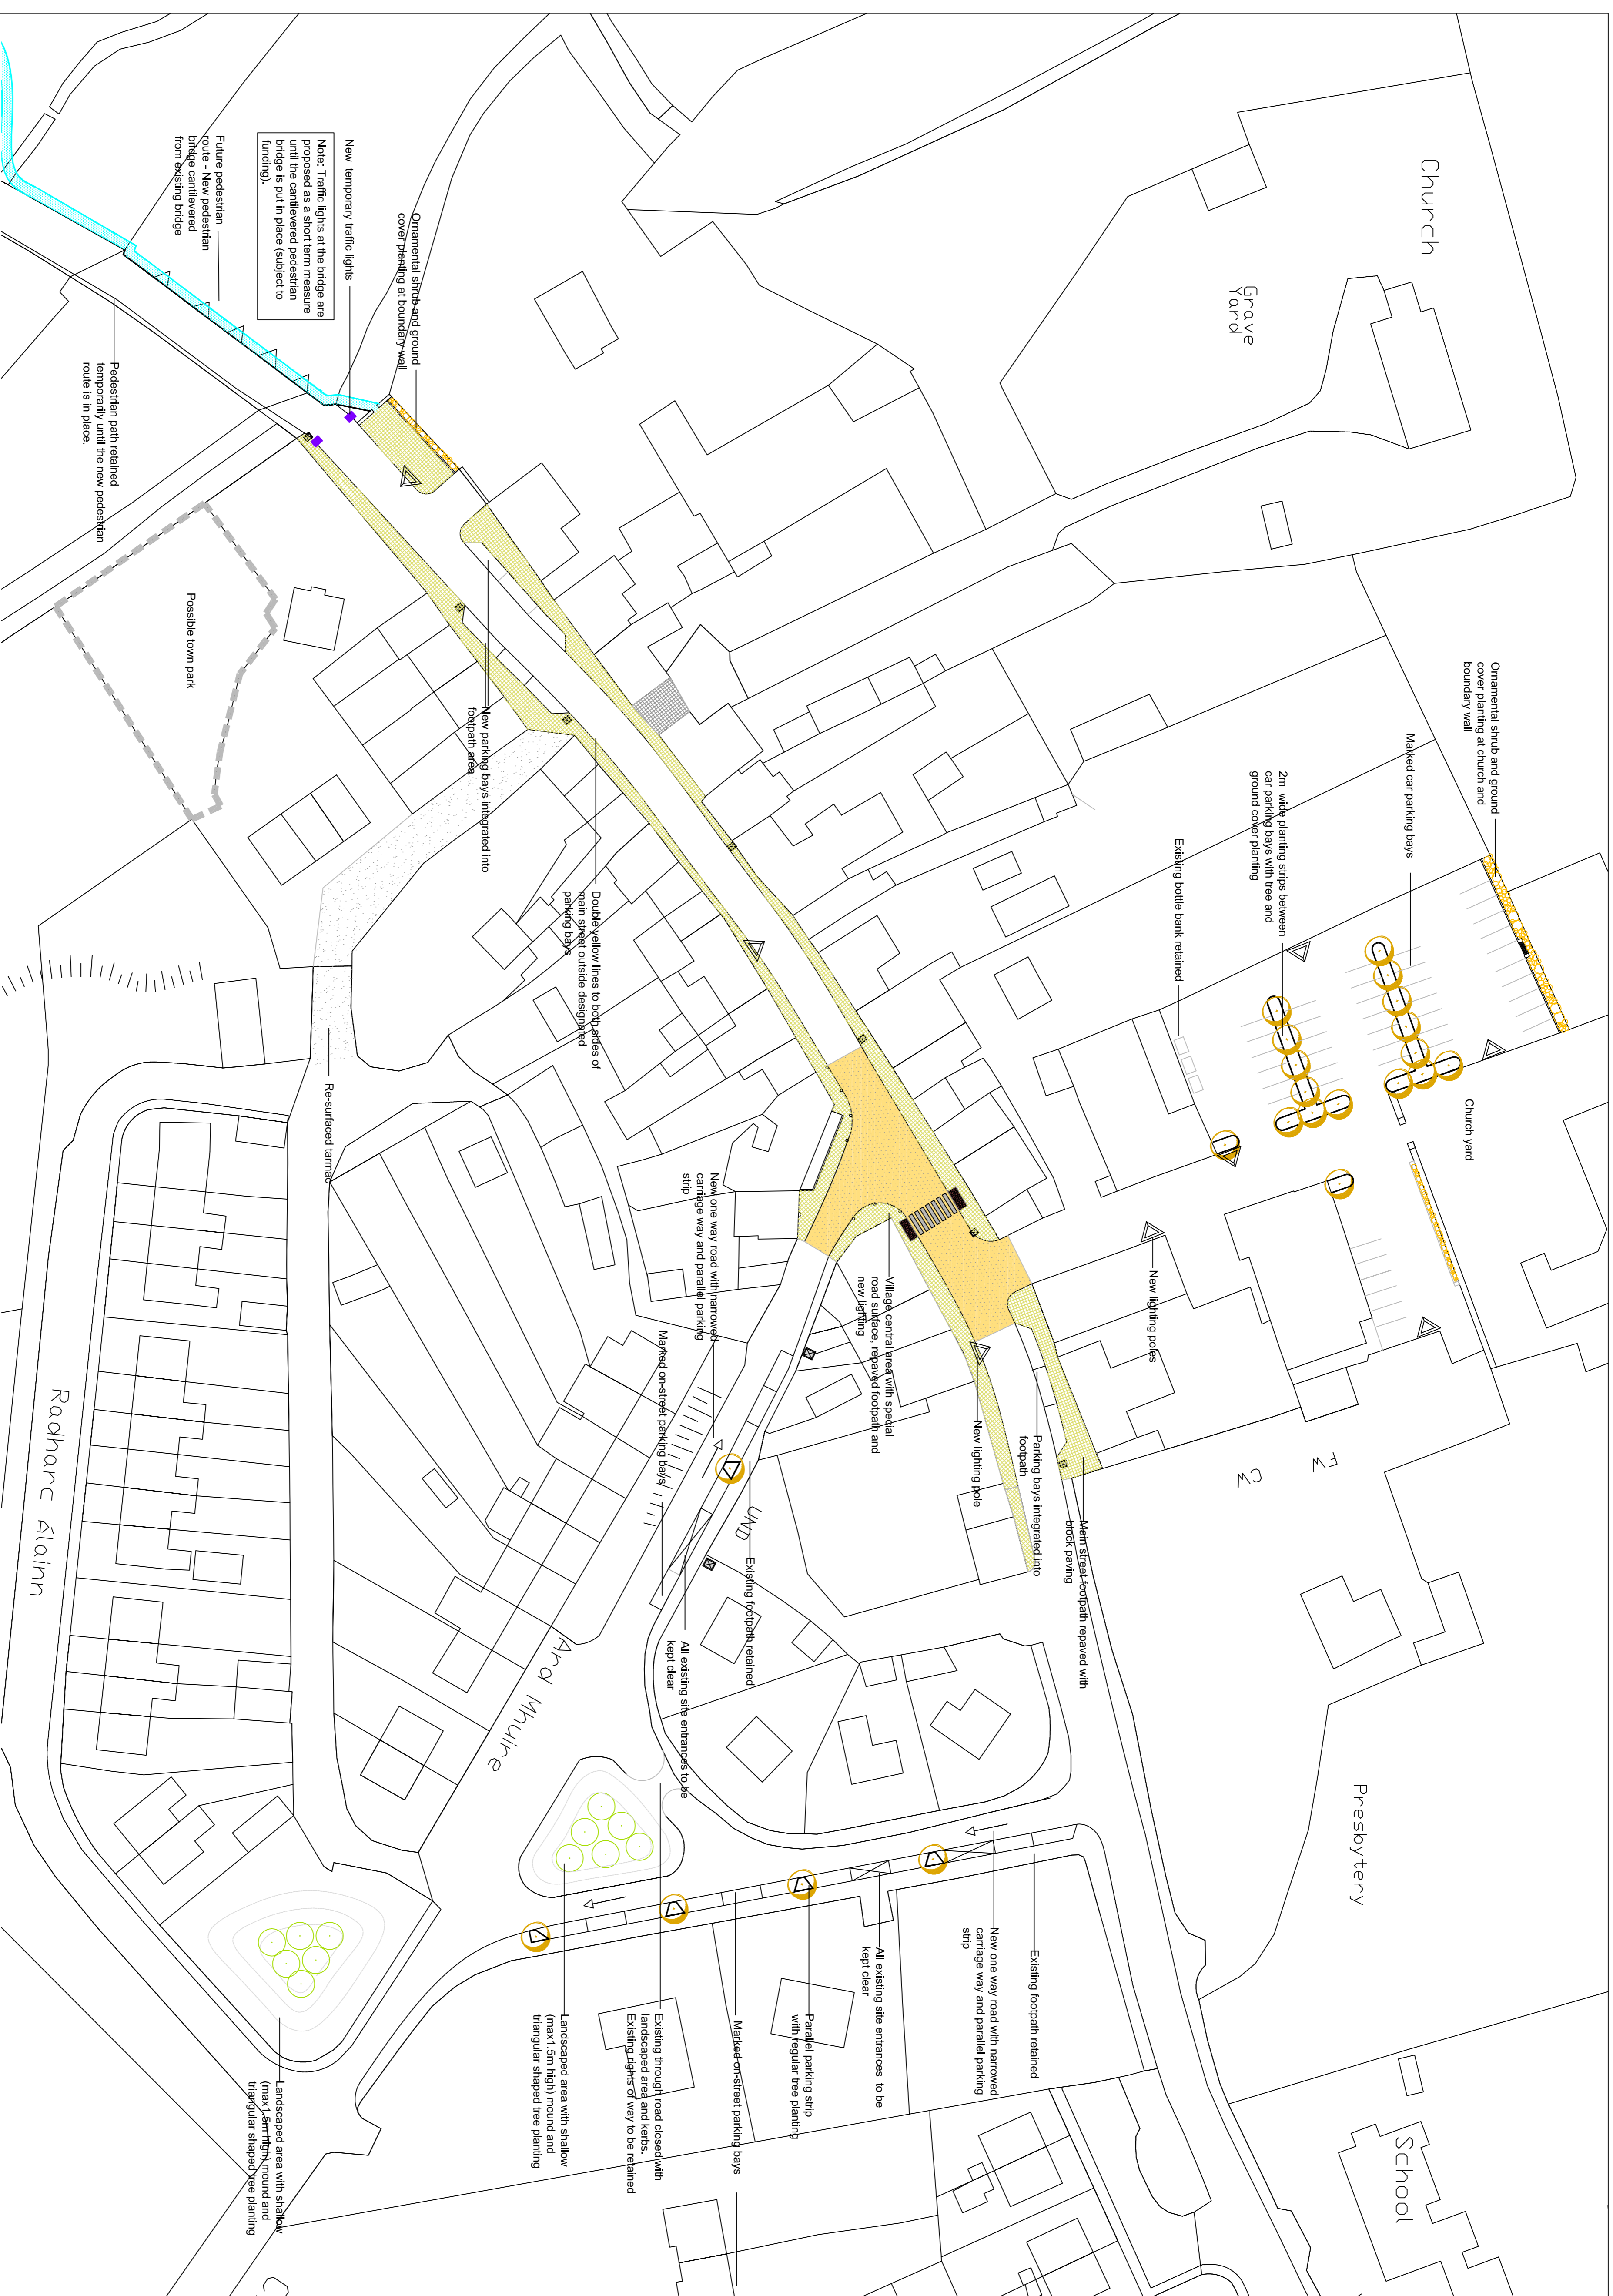 Church
Grave
Yard
Ornamental shrub and ground
cover planting at church and
boundary wall
Marked car parking bays
2m wide planting strips between
car parking bays with tree and
ground cover planting
Existing bottle bank retained
Church yard
New lighting poles
FW
CW
Presbytery
School
Ornamental shrub and ground
cover planting at boundary wall
New temporary traffic lights
Note: Traffic lights at the bridge are
proposed as a short term measure
until the cantilevered pedestrian
bridge is put in place (subject to
funding).
Future pedestrian
route - New pedestrian
bridge cantilevered
from existing bridge
Pedestrian path retained
temporarily until the new pedestrian
route is in place.
Possible town park
New parking bays integrated into
footpath area
Double yellow lines to both sides of
main street outside designated
parking bays
Re-surfaced tarmac
New one way road with narrowed
carriage way and parallel parking
strip
Marked on-street parking bays
Village central area with special
road surface, repaved footpath and
new lighting
New lighting pole
Parking bays integrated into
footpath
Main street footpath repaved with
block paving
UND
Existing footpath retained
All existing site entrances to be
kept clear
Ard Mhuire
Radharc Álainn
Existing footpath retained
New one way road with narrowed
carriage way and parallel parking
strip
All existing site entrances to be
kept clear
Parallel parking strip
with regular tree planting
Marked on-street parking bays
Existing through road closed with
landscaped area and kerbs.
Existing rights of way to be retained
Landscaped area with shallow
(max1.5m high) mound and
triangular shaped tree planting
Landscaped area with shallow
(max1.5m high) mound and
triangular shaped tree planting